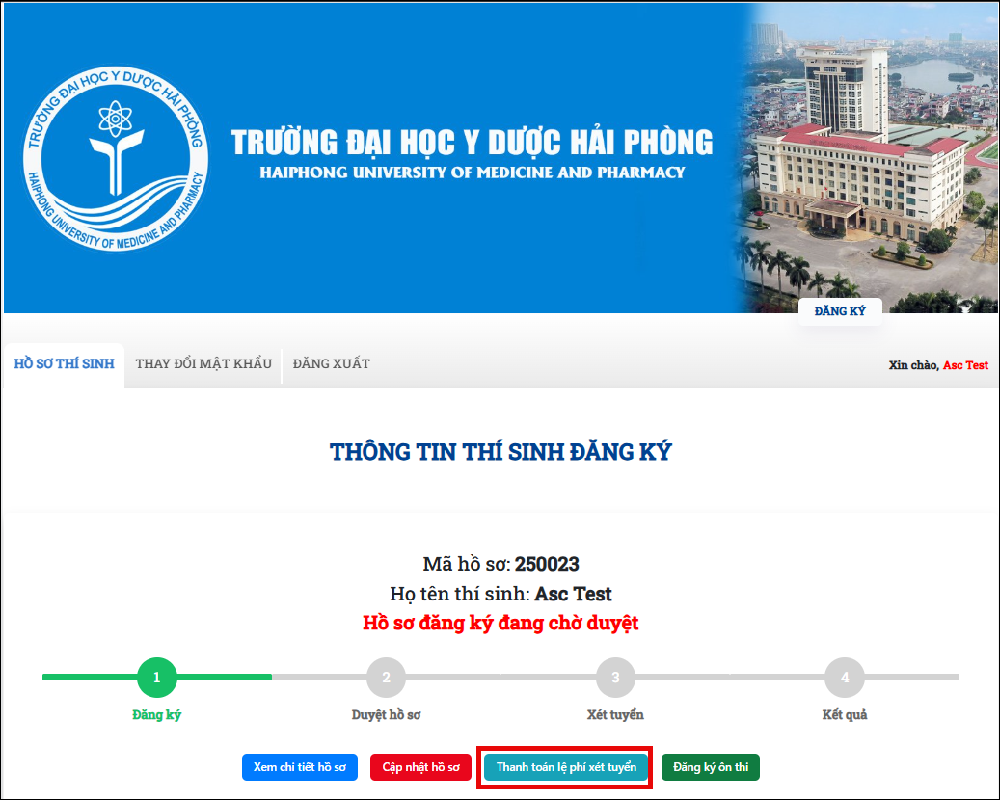 TRƯỜNG ĐẠI HỌC Y DƯỢC HẢI PHÒNG
HAIPHONG UNIVERSITY OF MEDICINE AND PHARMACY
TRƯỜNG ĐẠI HỌC Y DƯỢC HẢI PHÒNG
HAIPHONG UNIVERSITY OF MEDICINE AND PHARMACY
ĐĂNG KÝ
HỒ SƠ THÍ SINH THAY ĐỔI MẬT KHẨU ĐĂNG XUẤT Xin chào, Asc Test
THÔNG TIN THÍ SINH ĐĂNG KÝ
Mã hồ sơ: 250023
Họ tên thí sinh: Asc Test
Hồ sơ đăng ký đang chờ duyệt
1 2 3 4
Đăng ký Duyệt hồ sơ Xét tuyển Kết quả
Xem chi tiết hồ sơ Cập nhật hồ sơ Thanh toán lệ phí xét tuyển Đăng ký ôn thi